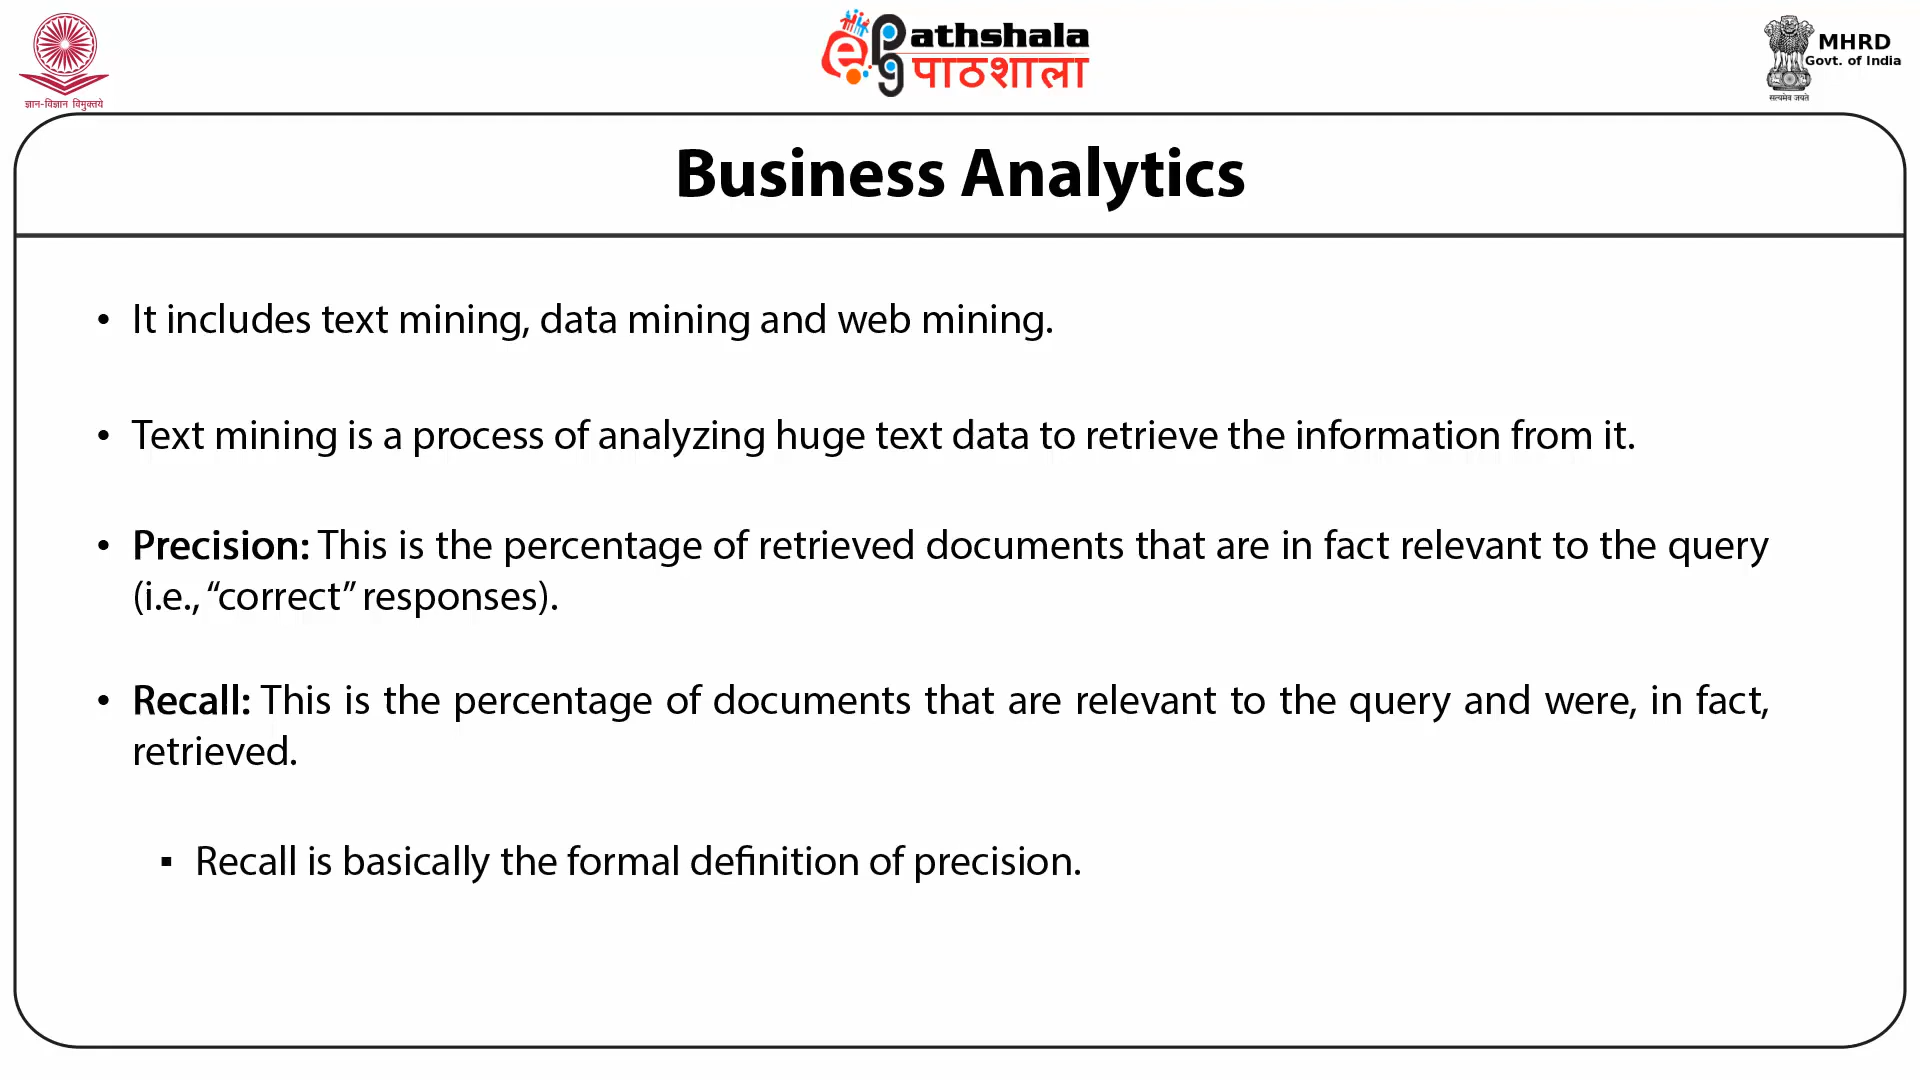 ज्ञान-विज्ञान विमुक्तये
e Pathshala
पाठशाला
MHRD
Govt. of India
सत्यमेव जयते
Business Analytics
• It includes text mining, data mining and web mining.
• Text mining is a process of analyzing huge text data to retrieve the information from it.
• Precision: This is the percentage of retrieved documents that are in fact relevant to the query
(i.e., “correct” responses).
• Recall: This is the percentage of documents that are relevant to the query and were, in fact,
retrieved.
▪ Recall is basically the formal definition of precision.